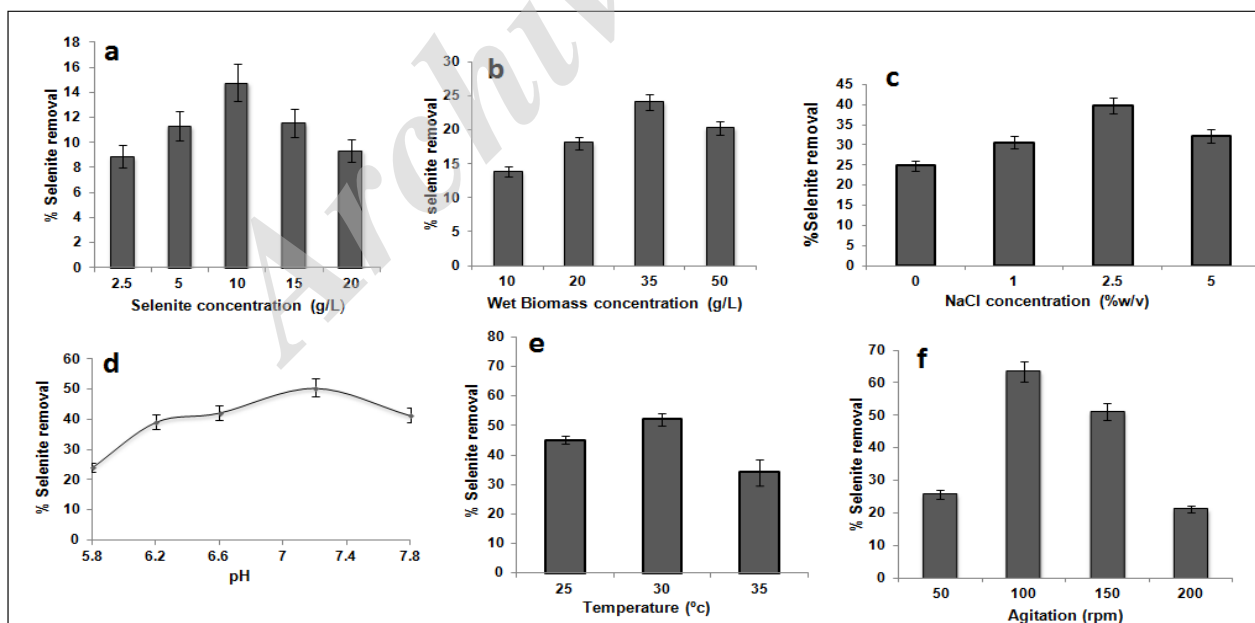 a
18
16
14
12
10
8
6
4
2
0
% Selenite removal
2.5 5 10 15 20
Selenite concentration (g/L)
b
30
25
20
15
10
5
0
% selenite removal
10 20 35 50
Wet Biomass concentration (g/L)
c
45
40
35
30
25
20
15
10
5
0
%Selenite removal
0 1 2.5 5
NaCl concentration (%w/v)
d
60
50
40
30
20
10
0
% Selenite removal
5.8 6.2 6.6 7 7.4 7.8
pH
e
90
80
70
60
50
40
30
20
10
0
% Selenite removal
25 30 35
Temperature (ºc)
f
70
60
50
40
30
20
10
0
% Selenite removal
50 100 150 200
Agitation (rpm)
Archiv